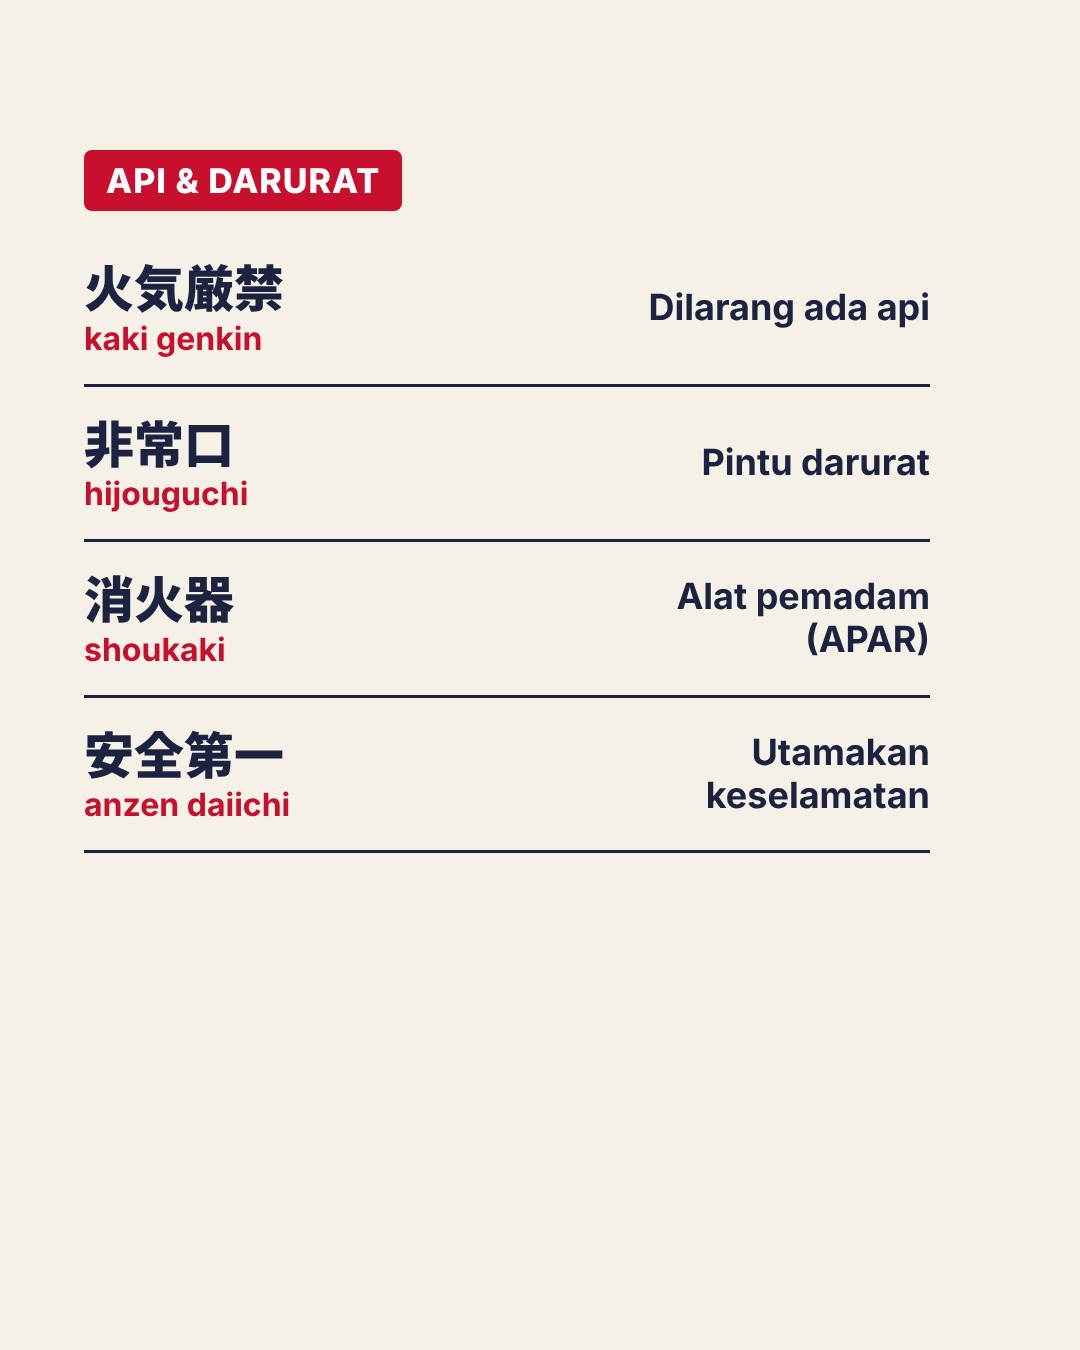 API & DARURAT
火気厳禁
kaki genkin
Dilarang ada api
非常口
hijouguchi
Pintu darurat
消火器
shoukaki
Alat pemadam
(APAR)
安全第一
anzen daiichi
Utamakan
keselamatan